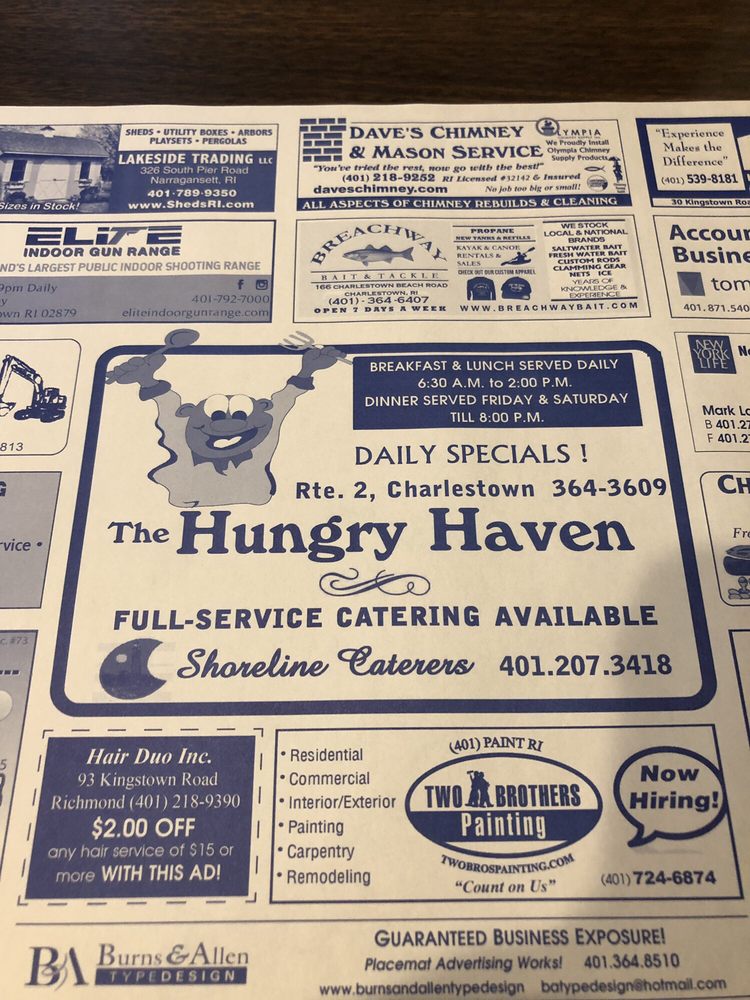 SHEDS • UTILITY BOXES • ARBORS
PLAYSETS • PERGOLAS
LAKESIDE TRADING LLC
326 South Pier Road
Narragansett, RI
401-789-9350
www.ShedsRI.com
Sizes in Stock!
DAVE'S CHIMNEY
& MASON SERVICE
OLYMPIA
We Proudly Install
Olympia Chimney
Supply Products
"You've tried the rest, now go with the best!"
(401) 218-9252 RI Licensed #32142 & Insured
daveschimney.com No job too big or small!
ALL ASPECTS OF CHIMNEY REBUILDS & CLEANING
"Experience
Makes the
Difference"
(401) 539-8181
30 Kingstown Roa
ELITE
INDOOR GUN RANGE
ND'S LARGEST PUBLIC INDOOR SHOOTING RANGE
9pm Daily
401-792-7000
own RI 02879
eliteindoorgunrange.com
BREACHWAY
BAIT & TACKLE
166 CHARLESTOWN BEACH ROAD
CHARLESTOWN, RI
(401) - 364-6407
OPEN 7 DAYS A WEEK
PROPANE
NEW TANKS & REFILLS
KAYAK & CANOE
RENTALS &
SALES
CHECK OUT OUR CUSTOM APPAREL
WE STOCK
LOCAL & NATIONAL
BRANDS
SALTWATER BAIT
FRESH WATER BAIT
CUSTOM RODS
CLAMMING GEAR
NETS ICE
YEARS OF
KNOWLEDGE &
EXPERIENCE
WWW.BREACHWAYBAIT.COM
Accoun
Busine
tom
401.871.540
NEW
YORK
LIFE
Mark La
B 401.27
F 401.2
813
BREAKFAST & LUNCH SERVED DAILY
6:30 A.M. to 2:00 P.M.
DINNER SERVED FRIDAY & SATURDAY
TILL 8:00 P.M.
DAILY SPECIALS !
Rte. 2, Charlestown 364-3609
The Hungry Haven
FULL-SERVICE CATERING AVAILABLE
Shoreline Caterers 401.207.3418
rvice •
CH
Fre
c. #73
Hair Duo Inc.
93 Kingstown Road
Richmond (401) 218-9390
$2.00 OFF
any hair service of $15 or
more WITH THIS AD!
• Residential
• Commercial
• Interior/Exterior
• Painting
• Carpentry
• Remodeling
(401) PAINT RI
TWO BROTHERS
Painting
TWOBROSPAINTING.COM
"Count on Us"
Now
Hiring!
(401) 724-6874
BA Burns & Allen
TYPEDESIGN
GUARANTEED BUSINESS EXPOSURE!
Placemat Advertising Works! 401.364.8510
www.burnsandallentypedesign batypedesign@hotmail.com